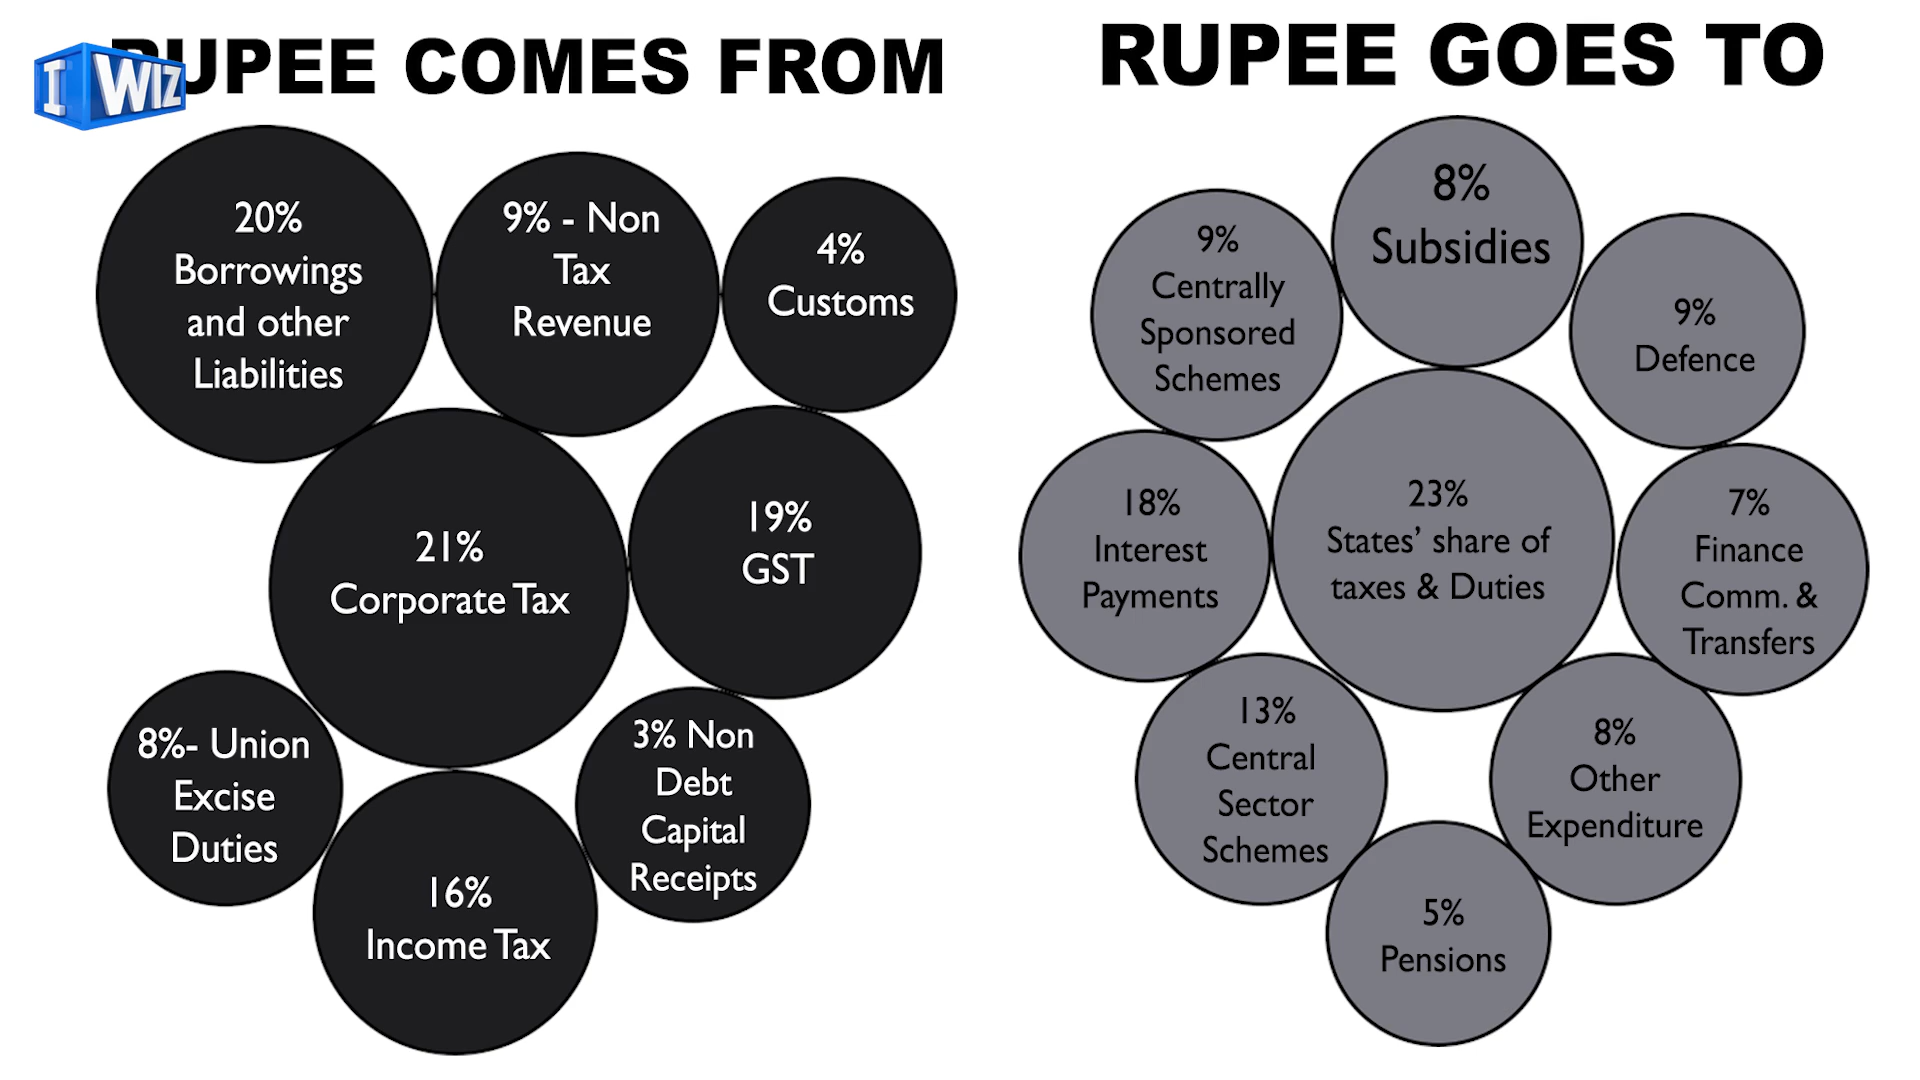 I WIZ
RUPEE COMES FROM
20%
Borrowings
and other
Liabilities
9% - Non
Tax
Revenue
4%
Customs
21%
Corporate Tax
19%
GST
8%- Union
Excise
Duties
16%
Income Tax
3% Non
Debt
Capital
Receipts
RUPEE GOES TO
8%
Subsidies
9%
Centrally
Sponsored
Schemes
9%
Defence
18%
Interest
Payments
23%
States’ share of
taxes & Duties
7%
Finance
Comm. &
Transfers
13%
Central
Sector
Schemes
8%
Other
Expenditure
5%
Pensions